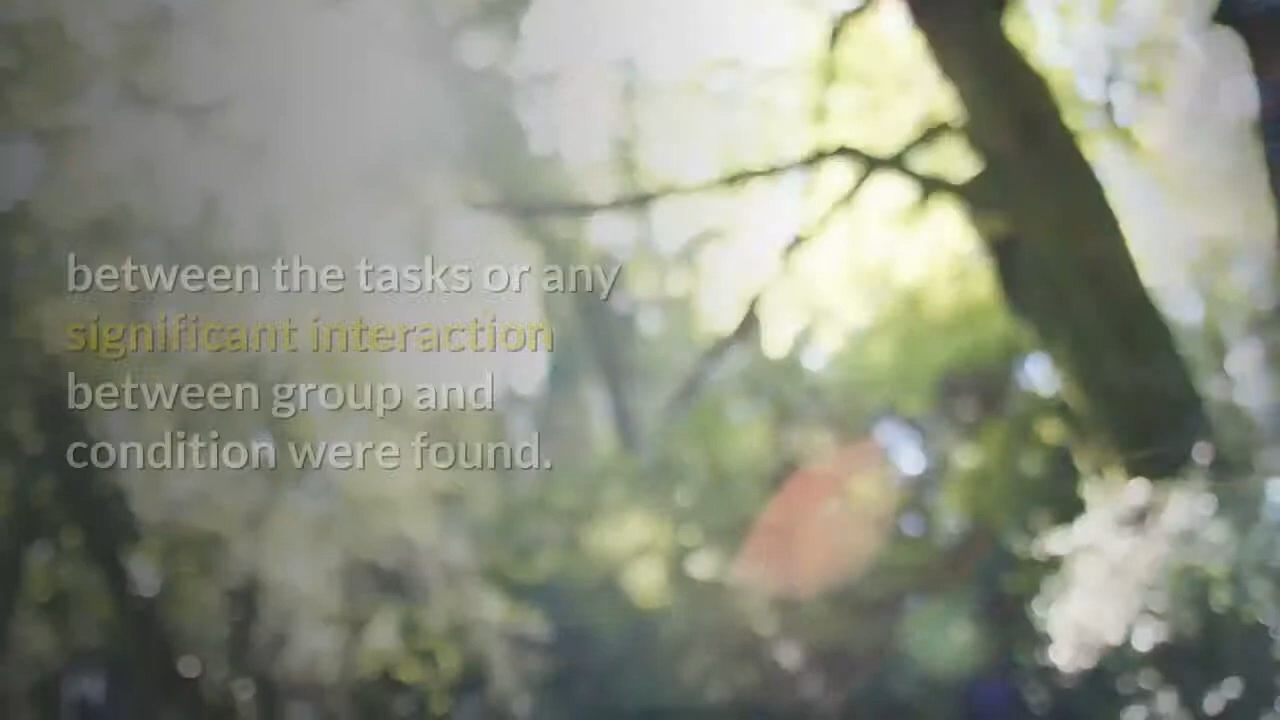 between the tasks or any
significant interaction
between group and
condition were found.